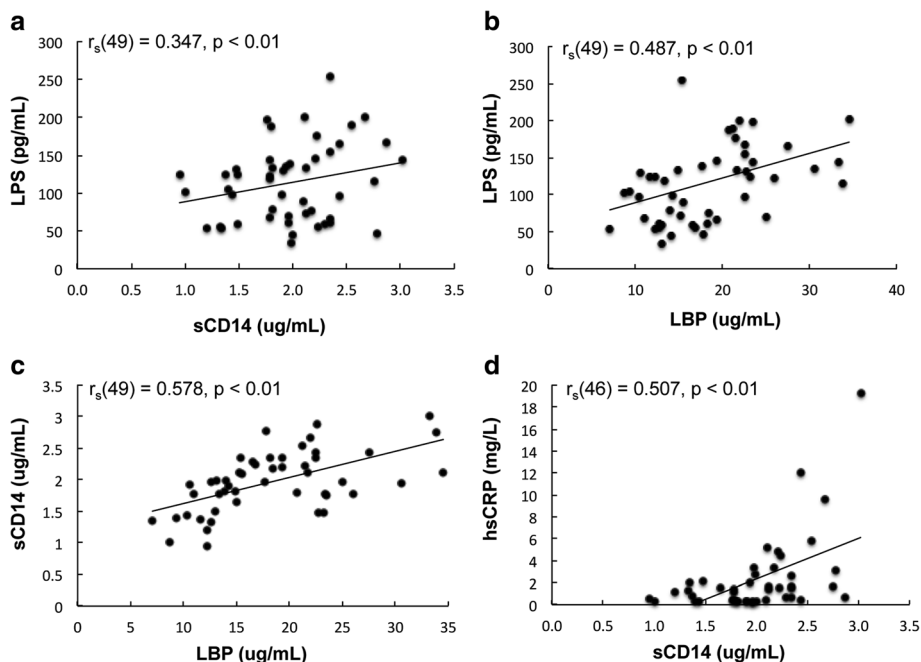 a
r_s(49) = 0.347, p < 0.01
LPS (pg/mL)
300
250
200
150
100
50
0
0.0 0.5 1.0 1.5 2.0 2.5 3.0 3.5
sCD14 (ug/mL)
b
r_s(49) = 0.487, p < 0.01
LPS (pg/mL)
300
250
200
150
100
50
0
0 10 20 30 40
LBP (ug/mL)
c
r_s(49) = 0.578, p < 0.01
sCD14 (ug/mL)
3.5
3
2.5
2
1.5
1
0.5
0
0 5 10 15 20 25 30 35
LBP (ug/mL)
d
r_s(46) = 0.507, p < 0.01
hsCRP (mg/L)
20
18
16
14
12
10
8
6
4
2
0
0.0 0.5 1.0 1.5 2.0 2.5 3.0 3.5
sCD14 (ug/mL)